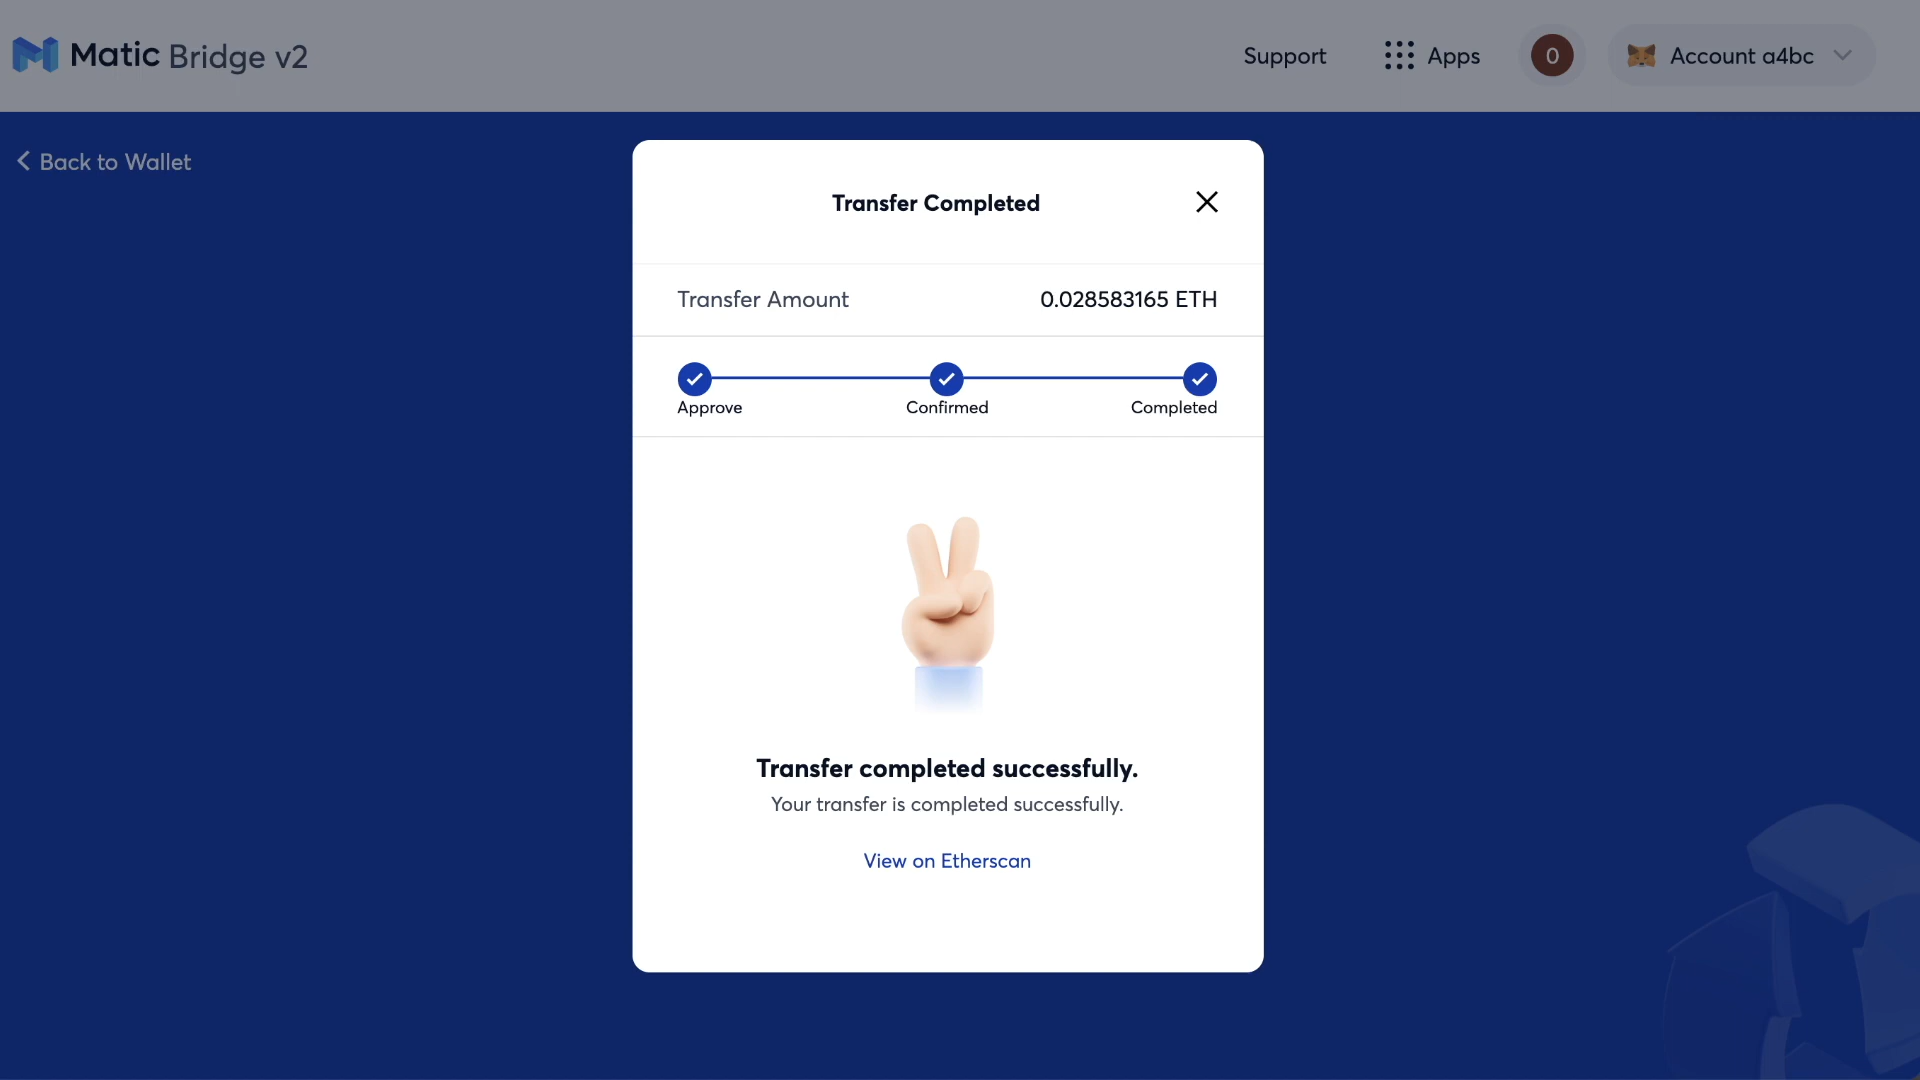 Matic Bridge v2
Support
Apps
0
Account a4bc
Back to Wallet
Transfer Completed
Transfer Amount
0.028583165 ETH
Approve
Confirmed
Completed
Transfer completed successfully.
Your transfer is completed successfully.
View on Etherscan